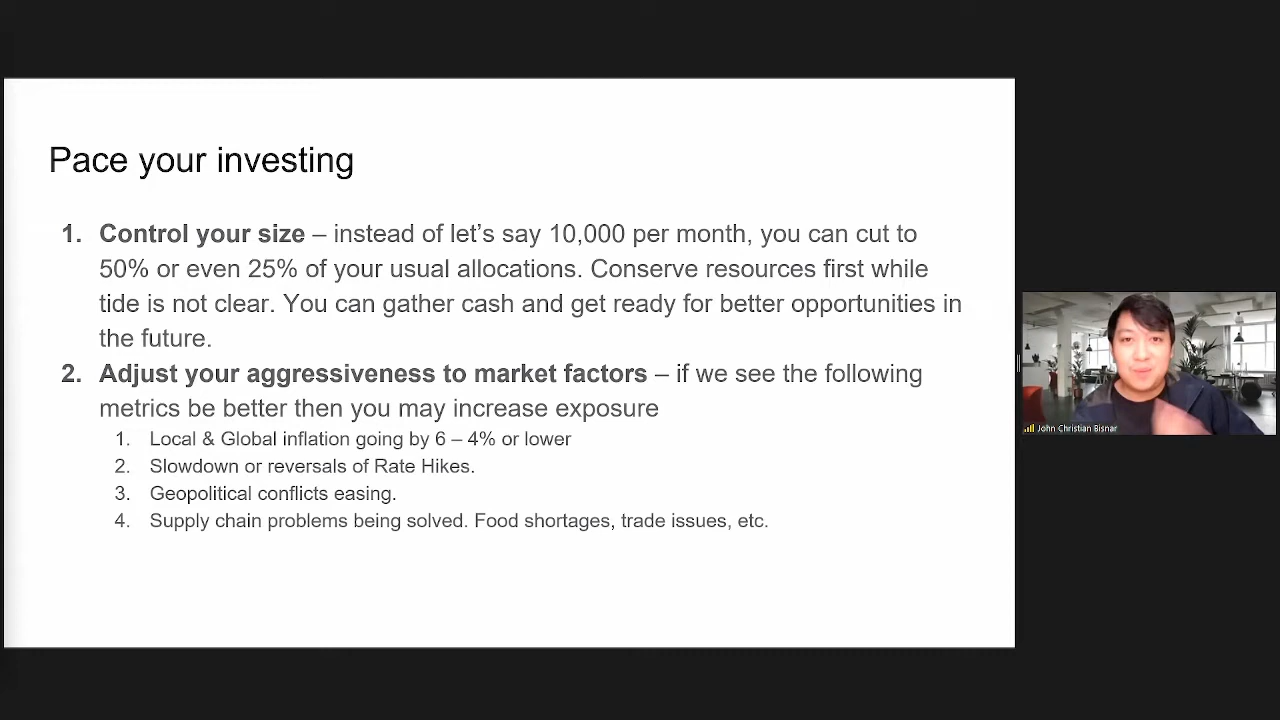 Pace your investing
1. Control your size – instead of let’s say 10,000 per month, you can cut to
50% or even 25% of your usual allocations. Conserve resources first while
tide is not clear. You can gather cash and get ready for better opportunities in
the future.
2. Adjust your aggressiveness to market factors – if we see the following
metrics be better then you may increase exposure
1. Local & Global inflation going by 6 – 4% or lower
2. Slowdown or reversals of Rate Hikes.
3. Geopolitical conflicts easing.
4. Supply chain problems being solved. Food shortages, trade issues, etc.
John Christian Bisnar